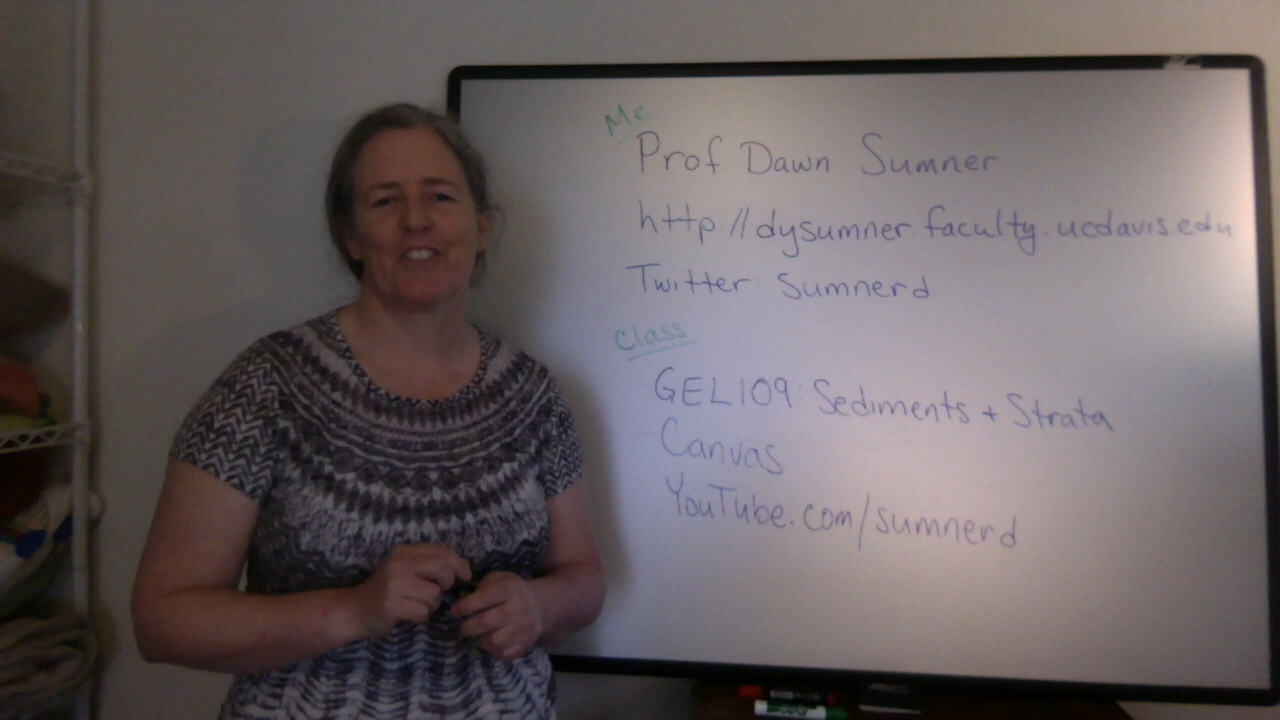 Me
Prof. Dawn Sumner
http://dysumner.faculty.ucdavis.edu
Twitter: Sumnerd
Class
GEL109: Sediments + Strata
Canvas
YouTube.com/sumnerd